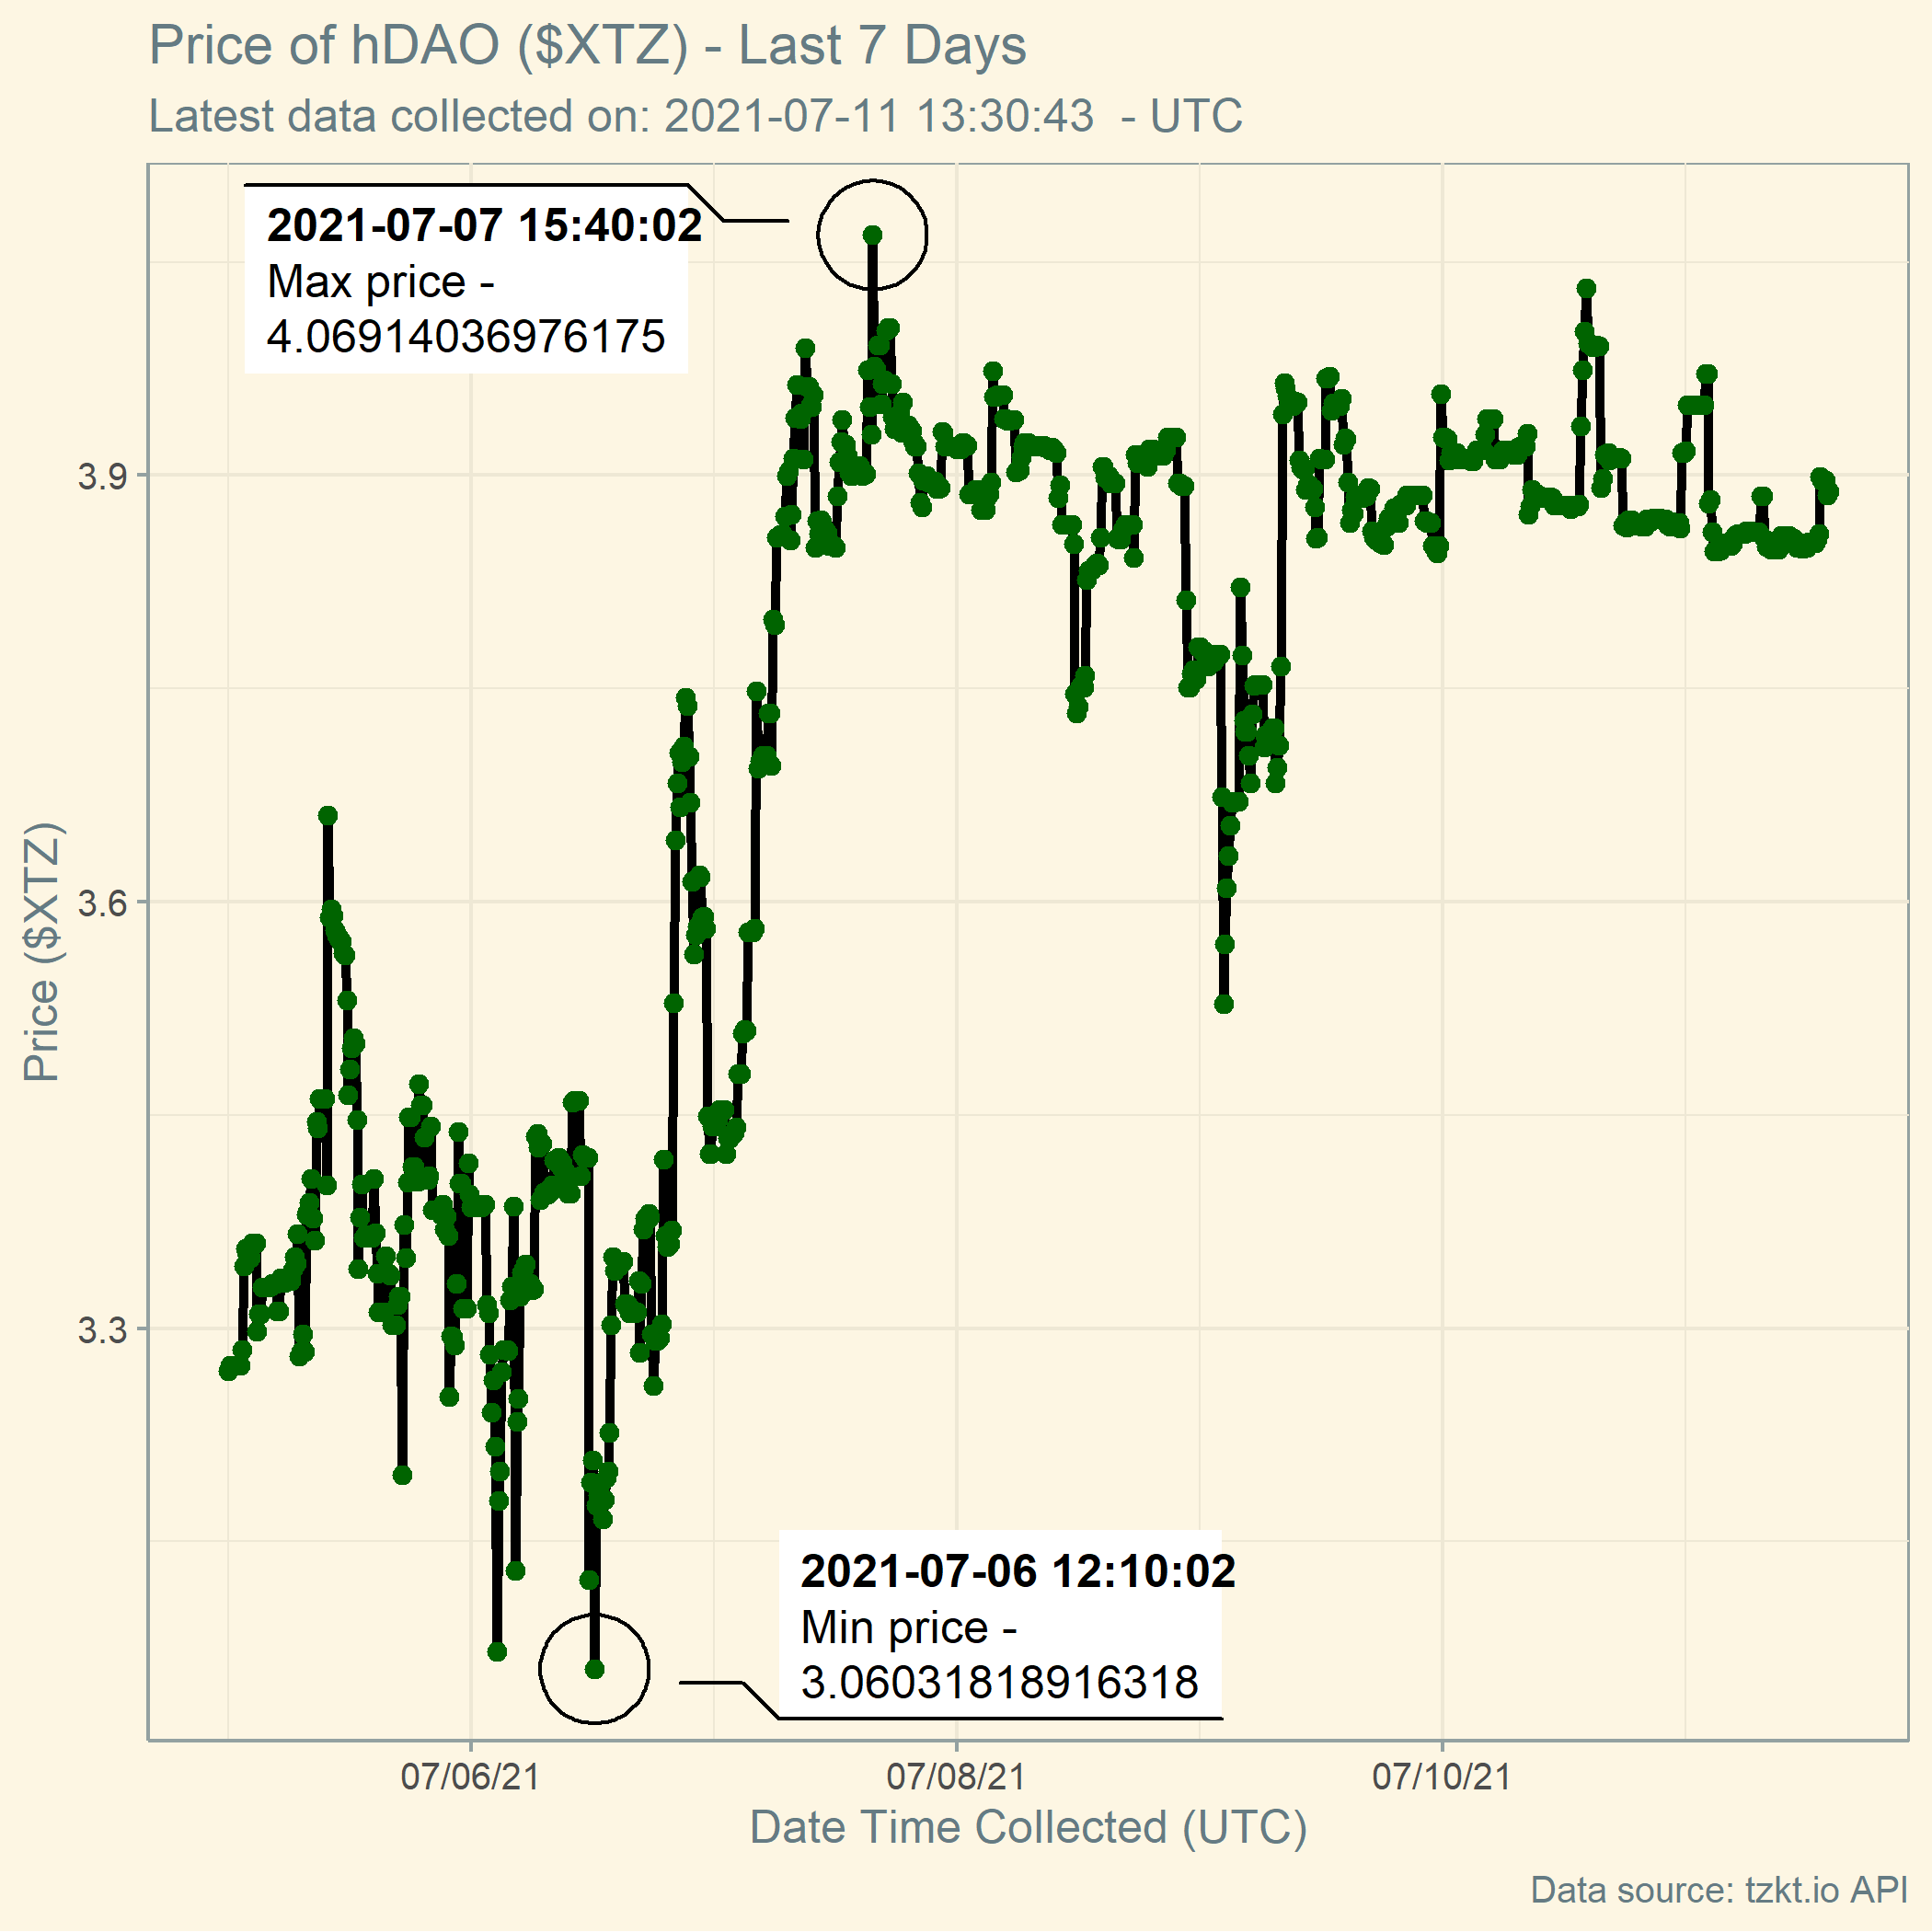 Price of hDAO ($XTZ) - Last 7 Days
Latest data collected on: 2021-07-11 13:30:43  - UTC
2021-07-07 15:40:02
Max price -
4.06914036976175
3.9
3.6
3.3
Price ($XTZ)
2021-07-06 12:10:02
Min price -
3.06031818916318
07/06/21
07/08/21
07/10/21
Date Time Collected (UTC)
Data source: tzkt.io API